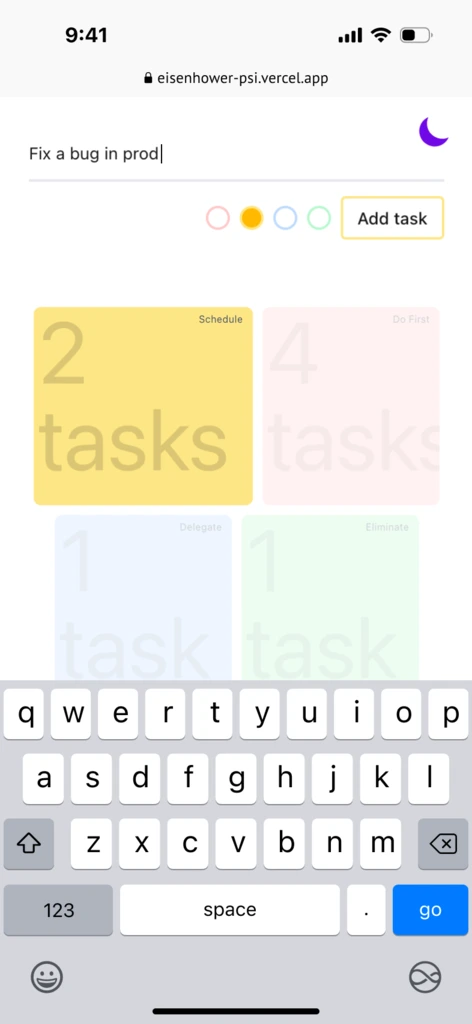 9:41
eisenhower-psi.vercel.app
Fix a bug in prod
Add task
Schedule
2
tasks
Do First
4
tasks
Delegate
1
task
Eliminate
1
task
q w e r t y u i o p
a s d f g h j k l
z x c v b n m
123 space . go